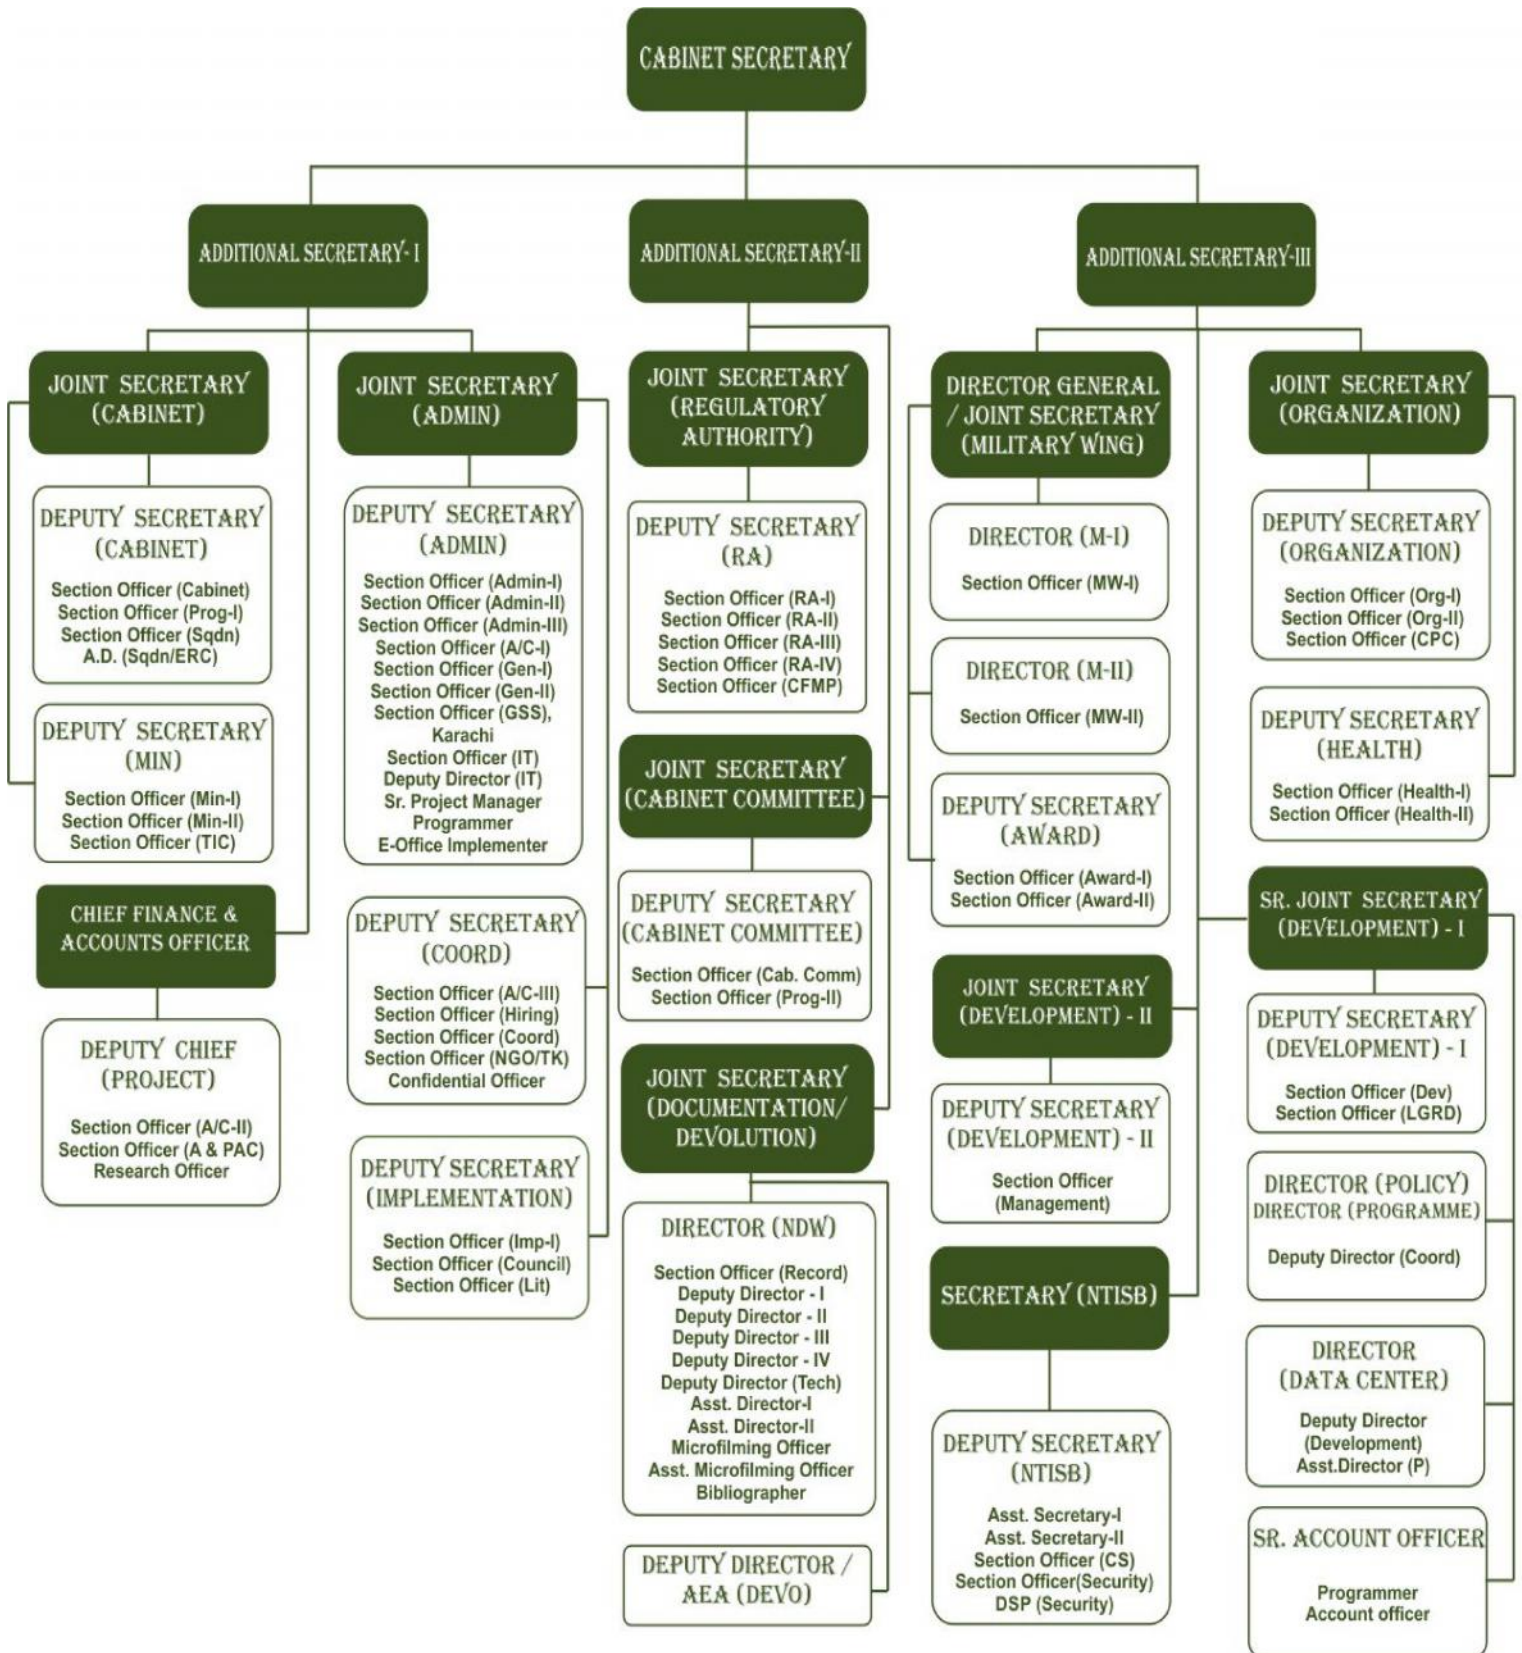 CABINET SECRETARY
ADDITIONAL SECRETARY- I
ADDITIONAL SECRETARY-II
ADDITIONAL SECRETARY-III
JOINT SECRETARY
(CABINET)
DEPUTY SECRETARY
(CABINET)
Section Officer (Cabinet)
Section Officer (Prog-I)
Section Officer (Sqdn)
A.D. (Sqdn/ERC)
DEPUTY SECRETARY
(MIN)
Section Officer (Min-I)
Section Officer (Min-II)
Section Officer (TIC)
CHIEF FINANCE &
ACCOUNTS OFFICER
DEPUTY CHIEF
(PROJECT)
Section Officer (A/C-II)
Section Officer (A & PAC)
Research Officer
JOINT SECRETARY
(ADMIN)
DEPUTY SECRETARY
(ADMIN)
Section Officer (Admin-I)
Section Officer (Admin-II)
Section Officer (Admin-III)
Section Officer (A/C-I)
Section Officer (Gen-I)
Section Officer (Gen-II)
Section Officer (GSS),
Karachi
Section Officer (IT)
Deputy Director (IT)
Sr. Project Manager
Programmer
E-Office Implementer
DEPUTY SECRETARY
(COORD)
Section Officer (A/C-III)
Section Officer (Hiring)
Section Officer (Coord)
Section Officer (NGO/TK)
Confidential Officer
DEPUTY SECRETARY
(IMPLEMENTATION)
Section Officer (Imp-I)
Section Officer (Council)
Section Officer (Lit)
JOINT SECRETARY
(REGULATORY
AUTHORITY)
DEPUTY SECRETARY
(RA)
Section Officer (RA-I)
Section Officer (RA-II)
Section Officer (RA-III)
Section Officer (RA-IV)
Section Officer (CFMP)
JOINT SECRETARY
(CABINET COMMITTEE)
DEPUTY SECRETARY
(CABINET COMMITTEE)
Section Officer (Cab. Comm)
Section Officer (Prog-II)
JOINT SECRETARY
(DOCUMENTATION/
DEVOLUTION)
DIRECTOR (NDW)
Section Officer (Record)
Deputy Director - I
Deputy Director - II
Deputy Director - III
Deputy Director - IV
Deputy Director (Tech)
Asst. Director-I
Asst. Director-II
Microfilming Officer
Asst. Microfilming Officer
Bibliographer
DEPUTY DIRECTOR /
AEA (DEVO)
DIRECTOR GENERAL
/ JOINT SECRETARY
(MILITARY WING)
DIRECTOR (M-I)
Section Officer (MW-I)
DIRECTOR (M-II)
Section Officer (MW-II)
DEPUTY SECRETARY
(AWARD)
Section Officer (Award-I)
Section Officer (Award-II)
JOINT SECRETARY
(DEVELOPMENT) - II
DEPUTY SECRETARY
(DEVELOPMENT) - II
Section Officer
(Management)
SECRETARY (NTISB)
DEPUTY SECRETARY
(NTISB)
Asst. Secretary-I
Asst. Secretary-II
Section Officer (CS)
Section Officer(Security)
DSP (Security)
JOINT SECRETARY
(ORGANIZATION)
DEPUTY SECRETARY
(ORGANIZATION)
Section Officer (Org-I)
Section Officer (Org-II)
Section Officer (CPC)
DEPUTY SECRETARY
(HEALTH)
Section Officer (Health-I)
Section Officer (Health-II)
SR. JOINT SECRETARY
(DEVELOPMENT) - I
DEPUTY SECRETARY
(DEVELOPMENT) - I
Section Officer (Dev)
Section Officer (LGRD)
DIRECTOR (POLICY)
DIRECTOR (PROGRAMME)
Deputy Director (Coord)
DIRECTOR
(DATA CENTER)
Deputy Director
(Development)
Asst.Director (P)
SR. ACCOUNT OFFICER
Programmer
Account officer